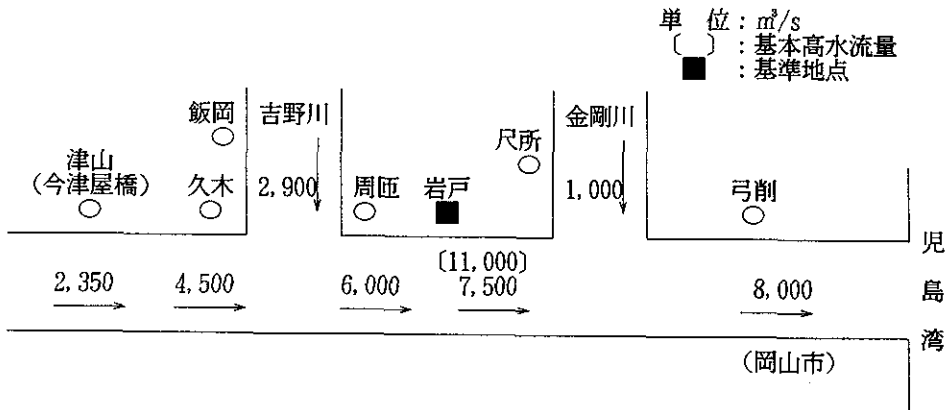 単 位 : ㎥/s
〔 〕 : 基本高水流量
■ : 基準地点
飯岡
吉野川
金剛川
尺所
津山
(今津屋橋)
久木
2,900
周匝
岩戸
1,000
弓削
〔11,000〕
2,350
4,500
6,000
7,500
8,000
児
島
湾
(岡山市)